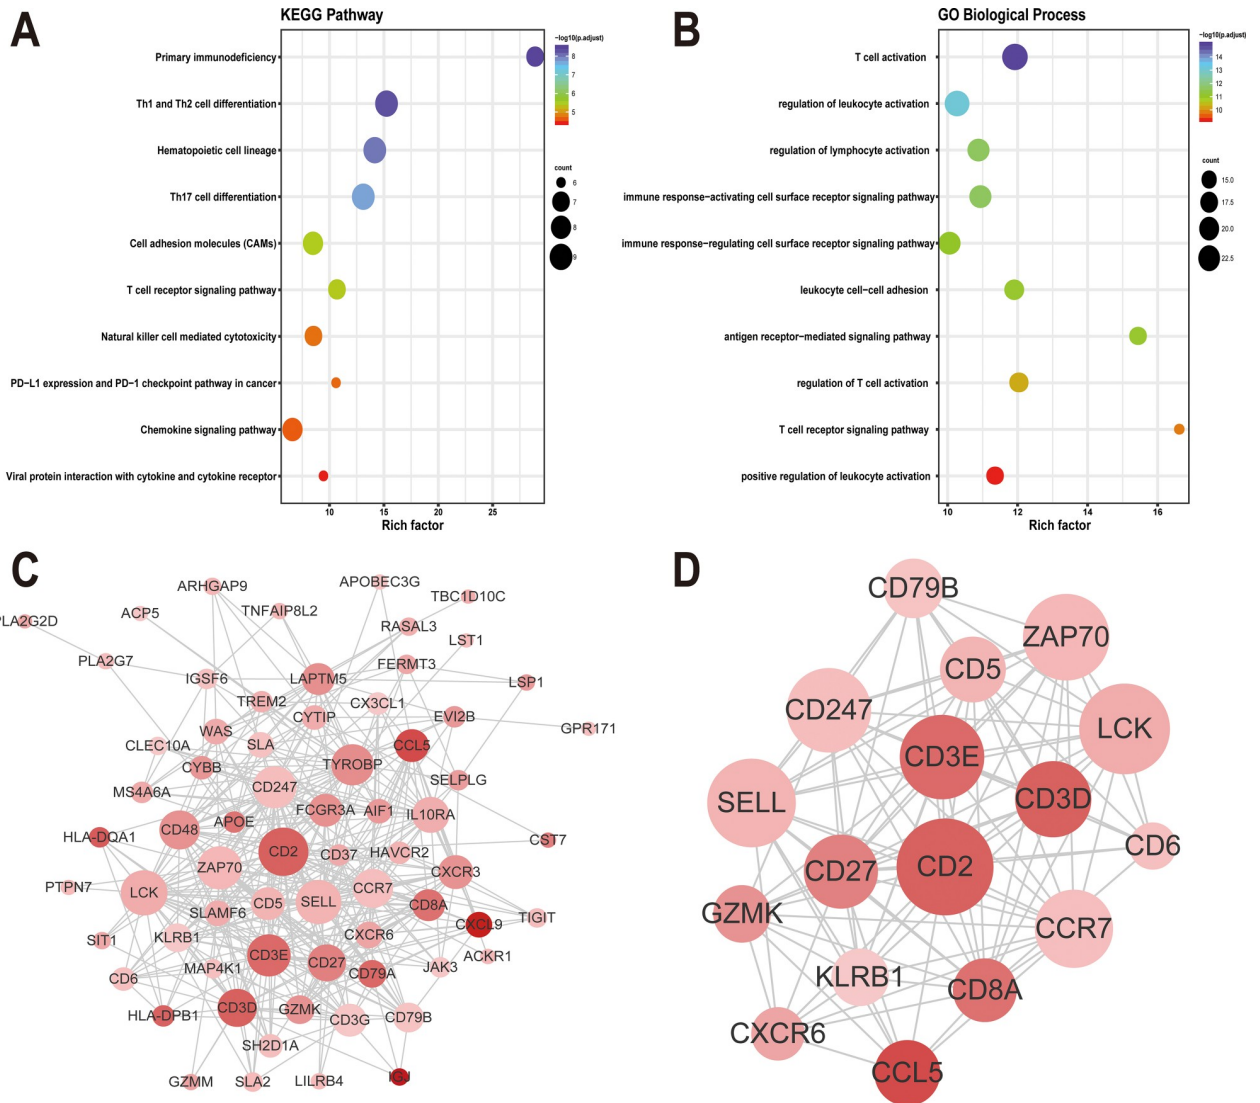 A
KEGG Pathway
Primary immunodeficiency
Th1 and Th2 cell differentiation
Hematopoietic cell lineage
Th17 cell differentiation
Cell adhesion molecules (CAMs)
T cell receptor signaling pathway
Natural killer cell mediated cytotoxicity
PD−L1 expression and PD−1 checkpoint pathway in cancer
Chemokine signaling pathway
Viral protein interaction with cytokine and cytokine receptor
10 15 20 25
Rich factor
−log10(p.adjust)
8
7
6
5
count
6
7
8
9
B
GO Biological Process
T cell activation
regulation of leukocyte activation
regulation of lymphocyte activation
immune response−activating cell surface receptor signaling pathway
immune response−regulating cell surface receptor signaling pathway
leukocyte cell−cell adhesion
antigen receptor−mediated signaling pathway
regulation of T cell activation
T cell receptor signaling pathway
positive regulation of leukocyte activation
10 12 14 16
Rich factor
−log10(p.adjust)
14
13
12
11
10
count
15.0
17.5
20.0
22.5
C
ARHGAP9
APOBEC3G
TBC1D10C
PLA2G2D
ACP5
TNFAIP8L2
RASAL3
LST1
PLA2G7
IGSF6
LAPTM5
FERMT3
LSP1
TREM2
CX3CL1
CYTIP
EVI2B
GPR171
WAS
CLEC10A
SLA
CCL5
CYBB
TYROBP
SELPLG
MS4A6A
CD247
FCGR3A
AIF1
IL10RA
HLA-DQA1
CD48
APOE
CST7
CD2
CD37
HAVCR2
ZAP70
CXCR3
PTPN7
LCK
CCR7
CD5
SELL
CD8A
SLAMF6
CXCL9
TIGIT
SIT1
KLRB1
CXCR6
CD3E
CD27
ACKR1
MAP4K1
CD79A
JAK3
CD6
HLA-DPB1
CD3D
GZMK
CD3G
CD79B
SH2D1A
GZMM
SLA2
LILRB4
IGJ
D
CD79B
ZAP70
CD5
CD247
LCK
CD3E
SELL
CD3D
CD6
CD27
CD2
GZMK
CCR7
KLRB1
CD8A
CXCR6
CCL5